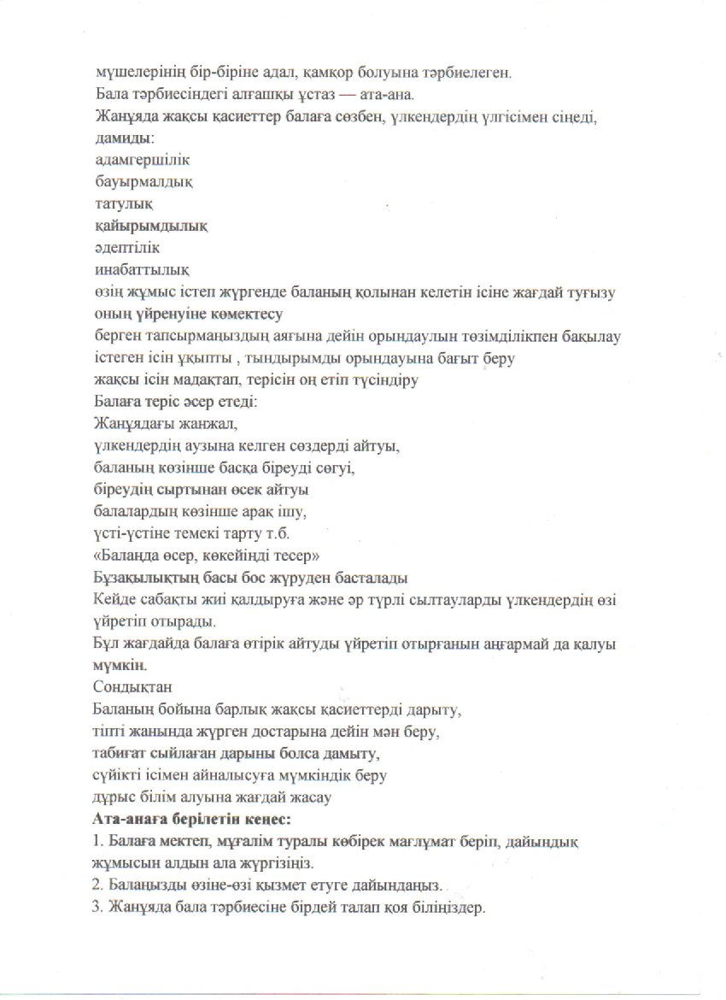 мүшелерінің бір-біріне адал, қамқор болуына тәрбиелеген.
Бала тәрбиесіндегі алғашқы ұстаз — ата-ана.
Жанұяда жақсы қасиеттер балаға сөзбен, үлкендердің үлгісімен сіңеді,
дамиды:
адамгершілік
бауырмалдық
татулық
қайырымдылық
әдептілік
инабаттылық
өзің жұмыс істеп жүргенде баланың қолынан келетін ісіне жағдай туғызу
оның үйренуіне көмектесу
берген тапсырмаңыздың аяғына дейін орындаулын төзімділікпен бақылау
істеген ісін ұқыпты , тындырымды орындауына бағыт беру
жақсы ісін мадақтап, терісін оң етіп түсіндіру
Балаға теріс әсер етеді:
Жанұядағы жанжал,
үлкендердің аузына келген сөздерді айтуы,
баланың көзінше басқа біреуді сөгуі,
біреудің сыртынан өсек айтуы
балалардың көзінше арақ ішу,
үсті-үстіне темекі тарту т.б.
«Балаңда өсер, көкейіңді тесер»
Бұзақылықтың басы бос жүруден басталады
Кейде сабақты жиі қалдыруға және әр түрлі сылтауларды үлкендердің өзі
үйретіп отырады.
Бұл жағдайда балаға өтірік айтуды үйретіп отырғанын аңғармай да қалуы
мүмкін.
Сондықтан
Баланың бойына барлық жақсы қасиеттерді дарыту,
тіпті жанында жүрген достарына дейін мән беру,
табиғат сыйлаған дарыны болса дамыту,
сүйікті ісімен айналысуға мүмкіндік беру
дұрыс білім алуына жағдай жасау
Ата-анаға берілетін кеңес:
1. Балаға мектеп, мұғалім туралы көбірек мағлұмат беріп, дайындық
жұмысын алдын ала жүргізіңіз.
2. Балаңызды өзіне-өзі қызмет етуге дайындаңыз.
3. Жанұяда бала тәрбиесіне бірдей талап қоя біліңіздер.